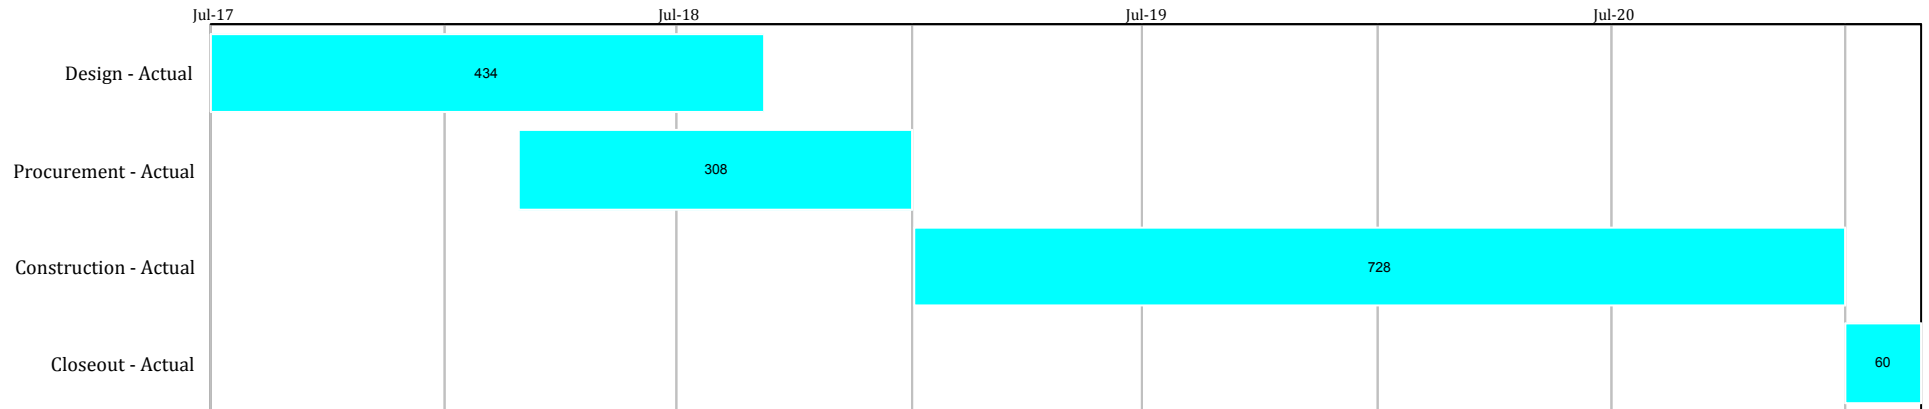 Jul-17 Jul-18 Jul-19 Jul-20
Design - Actual 434
Procurement - Actual 308
Construction - Actual 728
Closeout - Actual 60